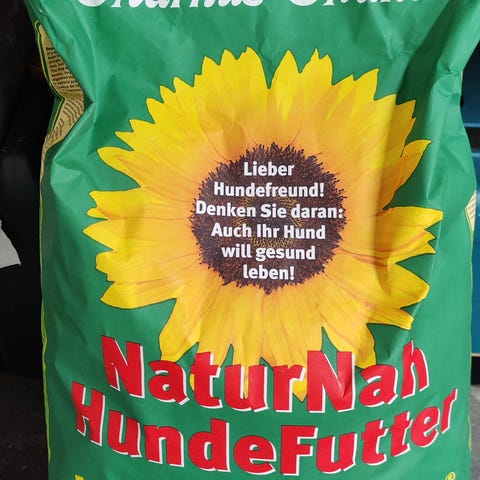 Lieber
Hundefreund!
Denken Sie daran:
Auch Ihr Hund
will gesund
leben!
NaturNah
HundeFutter